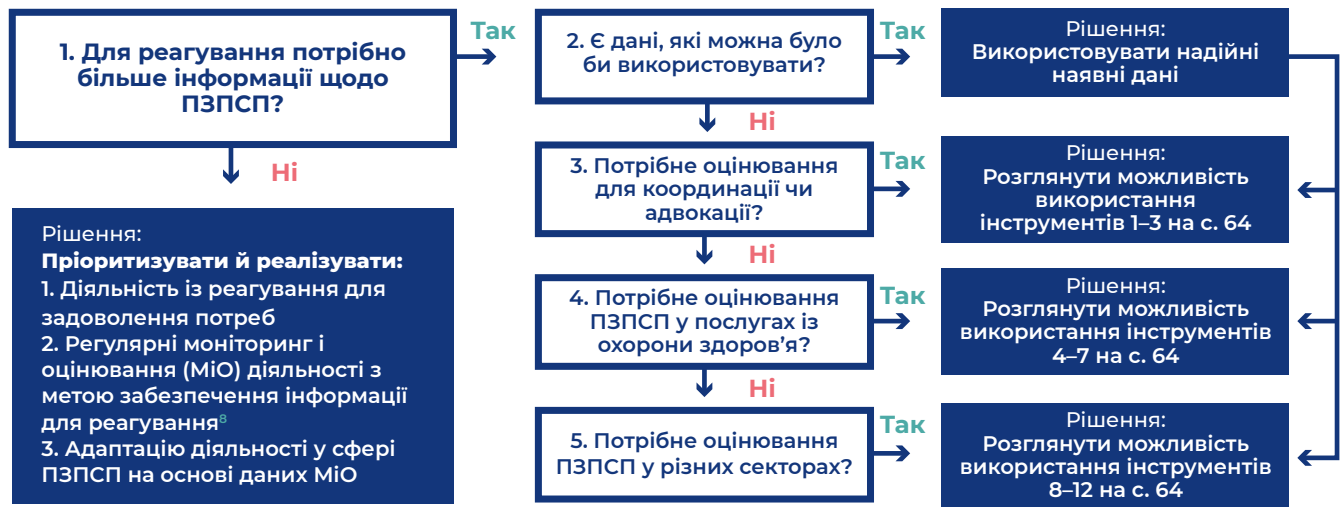 1. Для реагування потрібно
більше інформації щодо
ПЗПСП?
Так
Ні
Рішення:
Пріоритизувати й реалізувати:
1. Діяльність із реагування для
задоволення потреб
2. Регулярні моніторинг і
оцінювання (МіО) діяльності з
метою забезпечення інформації
для реагування⁸
3. Адаптацію діяльності у сфері
ПЗПСП на основі даних МіО
2. Є дані, які можна було
би використовувати?
Так
Рішення:
Використовувати надійні
наявні дані
Ні
3. Потрібне оцінювання
для координації чи
адвокації?
Так
Рішення:
Розглянути можливість
використання
інструментів 1–3 на с. 64
Ні
4. Потрібне оцінювання
ПЗПСП у послугах із
охорони здоров’я?
Так
Рішення:
Розглянути можливість
використання інструментів
4–7 на с. 64
Ні
5. Потрібне оцінювання
ПЗПСП у різних секторах?
Так
Рішення:
Розглянути можливість
використання інструментів
8–12 на с. 64